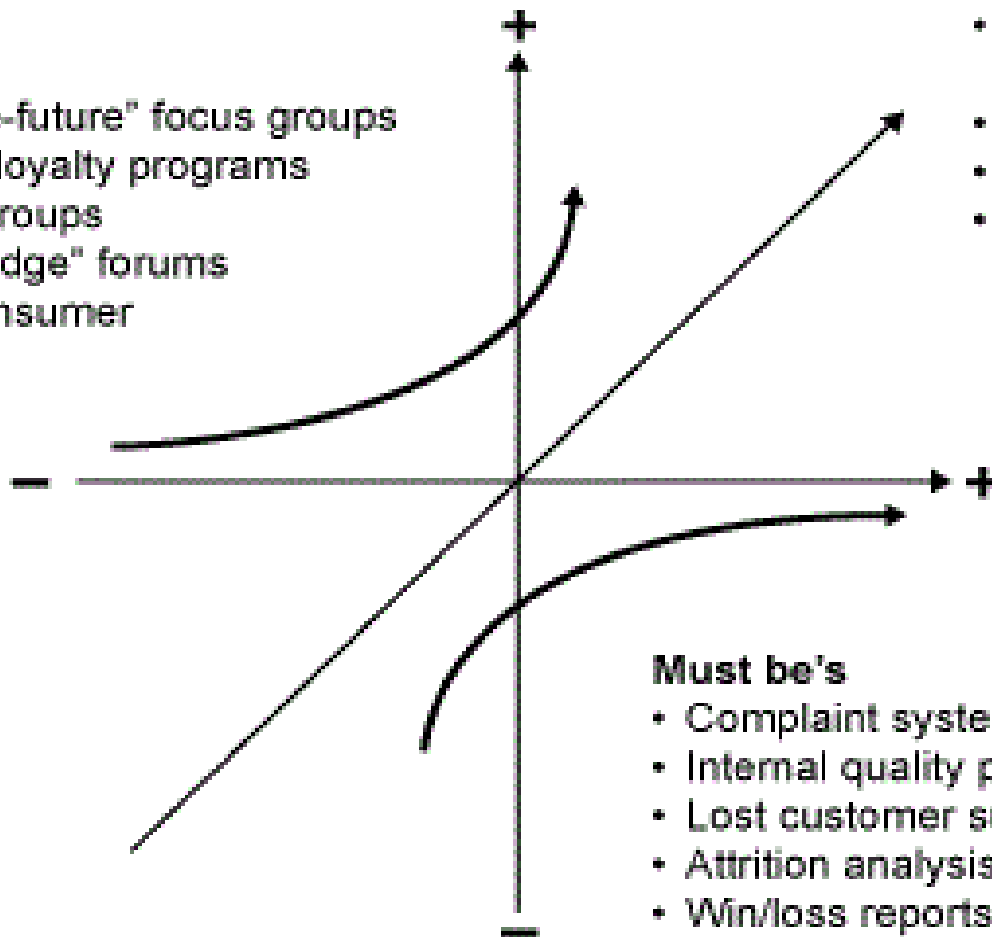 +
-future” focus groups
loyalty programs
roups
dge” forums
nsumer
– +
Must be's
• Complaint syste
• Internal quality p
• Lost customer s
• Attrition analysis
• Win/loss reports
–